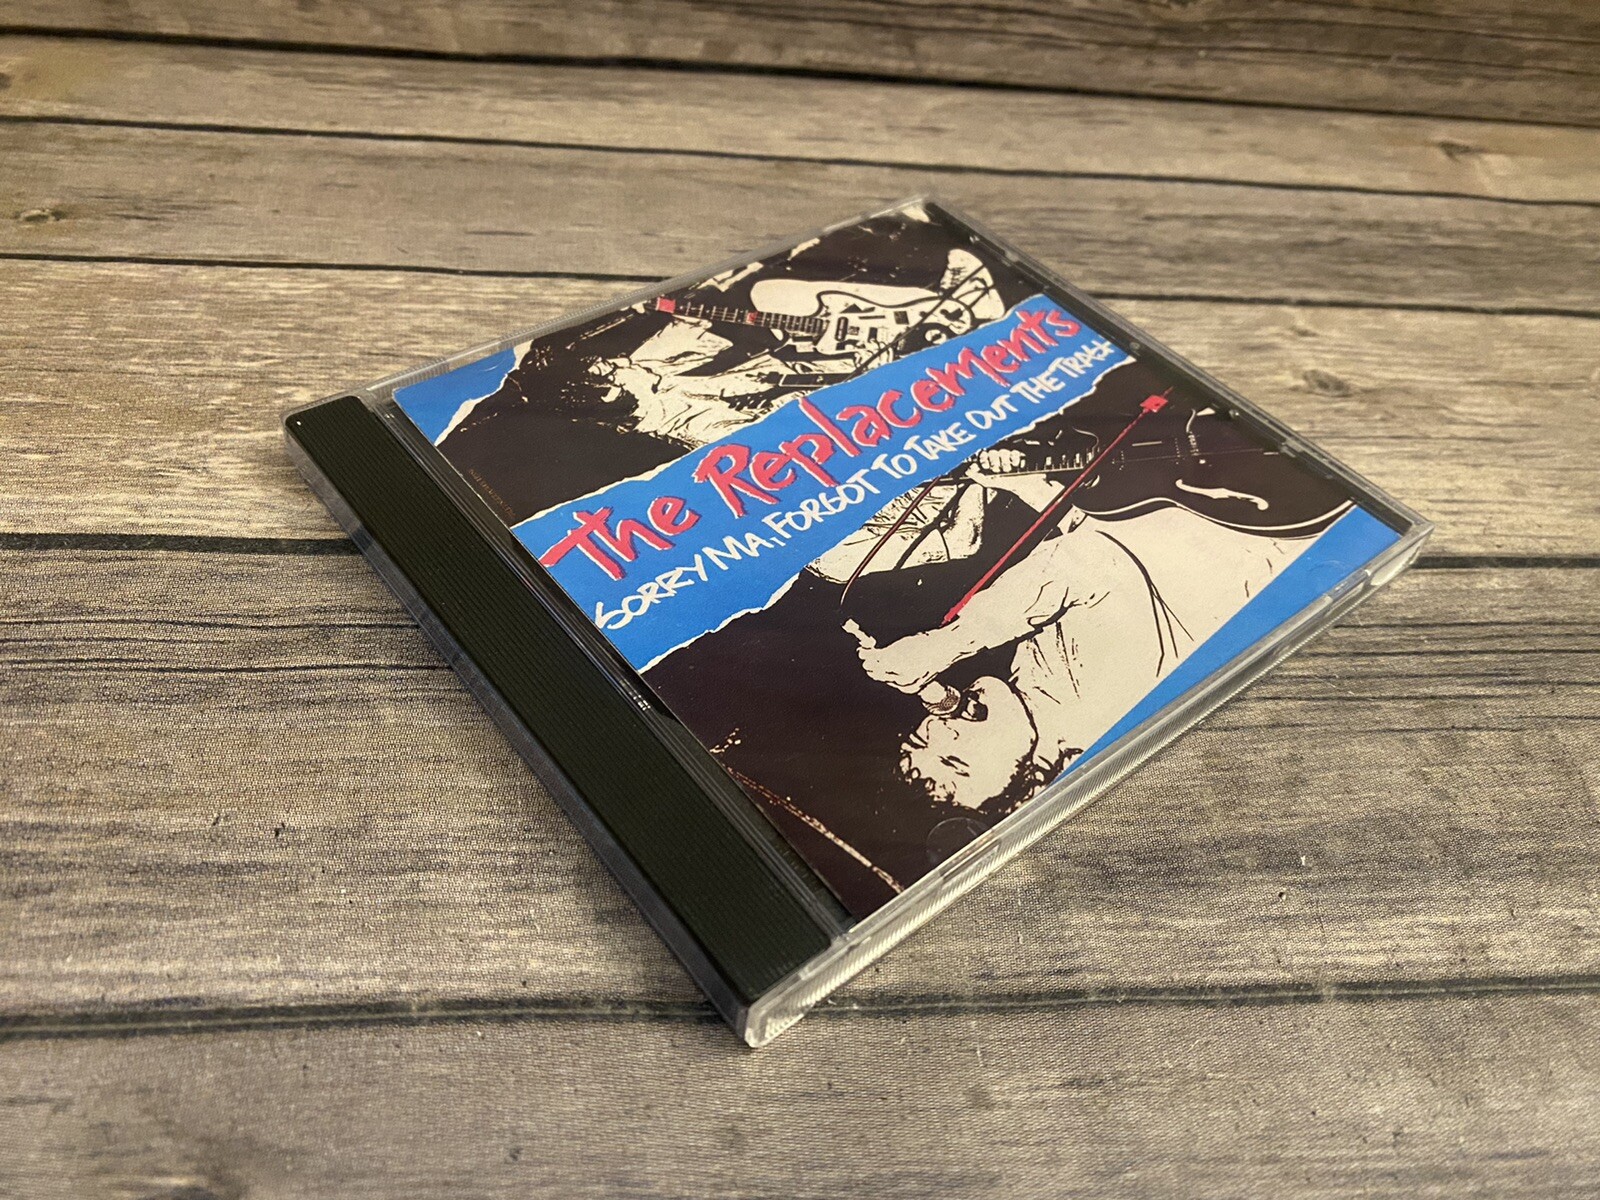 The Replacements
SORRY MA, FORGOT TO TAKE OUT THE TRASH